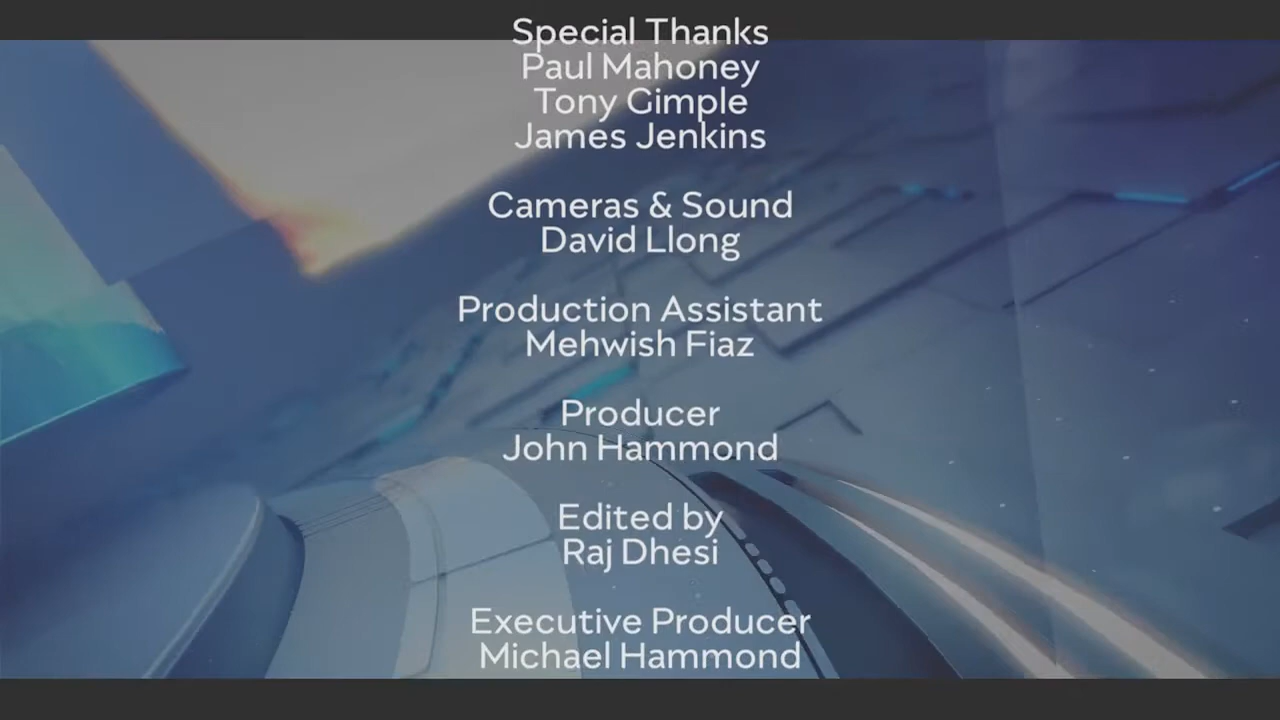 Special Thanks
Paul Mahoney
Tony Gimple
James Jenkins
Cameras & Sound
David Llong
Production Assistant
Mehwish Fiaz
Producer
John Hammond
Edited by
Raj Dhesi
Executive Producer
Michael Hammond